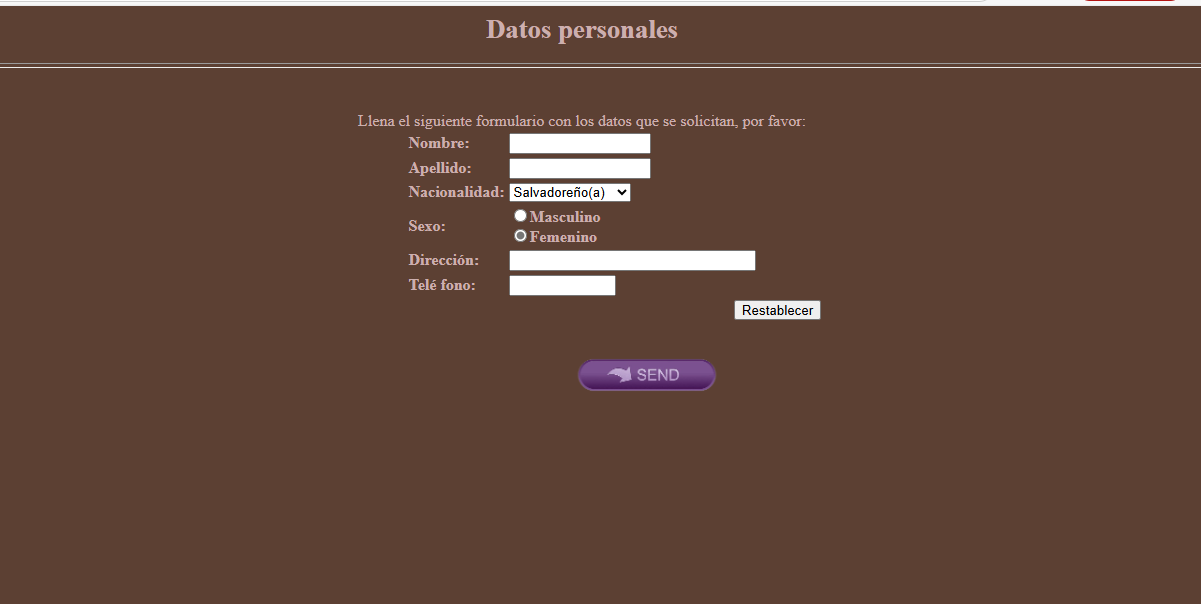 Datos personales
Llena el siguiente formulario con los datos que se solicitan, por favor:
Nombre:
Apellido:
Nacionalidad: Salvadoreño(a)
Sexo: Masculino
Femenino
Dirección:
Telé fono:
Restablecer
SEND